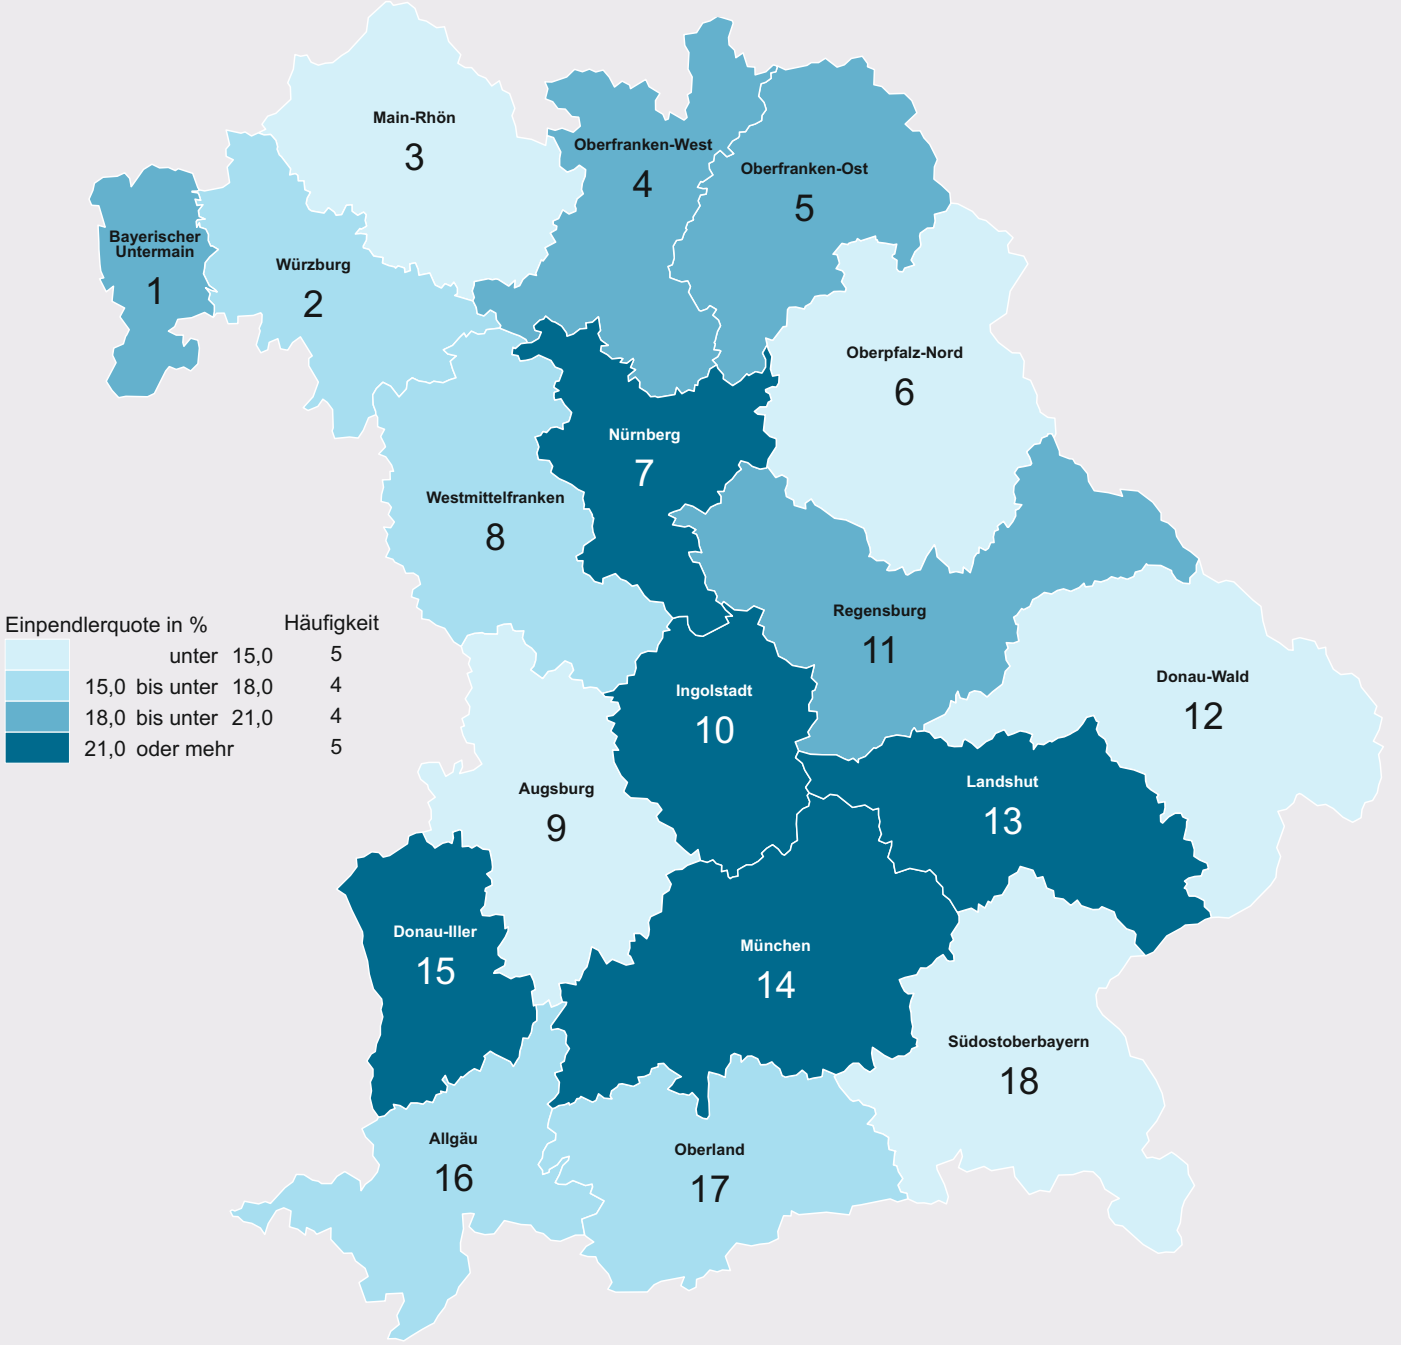 Main-Rhön
3
Oberfranken-West
4
Oberfranken-Ost
5
Bayerischer
Untermain
1
Würzburg
2
Oberpfalz-Nord
6
Nürnberg
7
Westmittelfranken
8
Regensburg
11
Einpendlerquote in % Häufigkeit
unter 15,0 5
15,0 bis unter 18,0 4
18,0 bis unter 21,0 4
21,0 oder mehr 5
Ingolstadt
10
Donau-Wald
12
Augsburg
9
Landshut
13
Donau-Iller
15
München
14
Südostoberbayern
18
Allgäu
16
Oberland
17